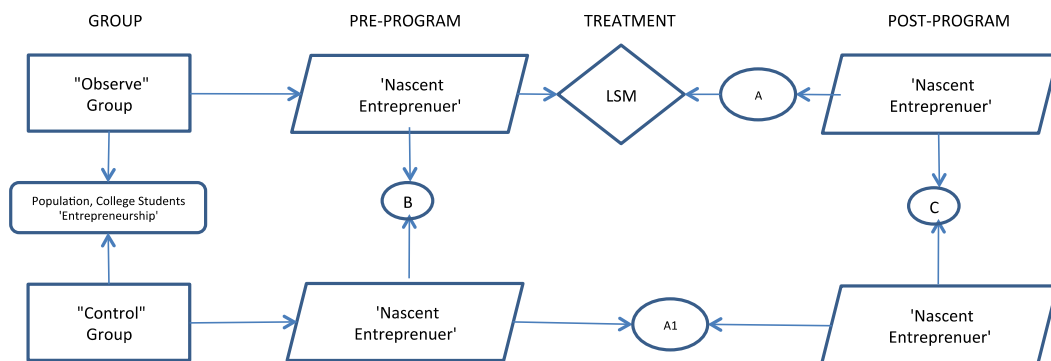 GROUP
PRE-PROGRAM
TREATMENT
POST-PROGRAM
"Observe"
Group
'Nascent
Entreprenuer'
LSM
A
'Nascent
Entreprenuer'
Population, College Students
'Entrepreneurship'
B
C
"Control"
Group
'Nascent
Entreprenuer'
A1
'Nascent
Entreprenuer'